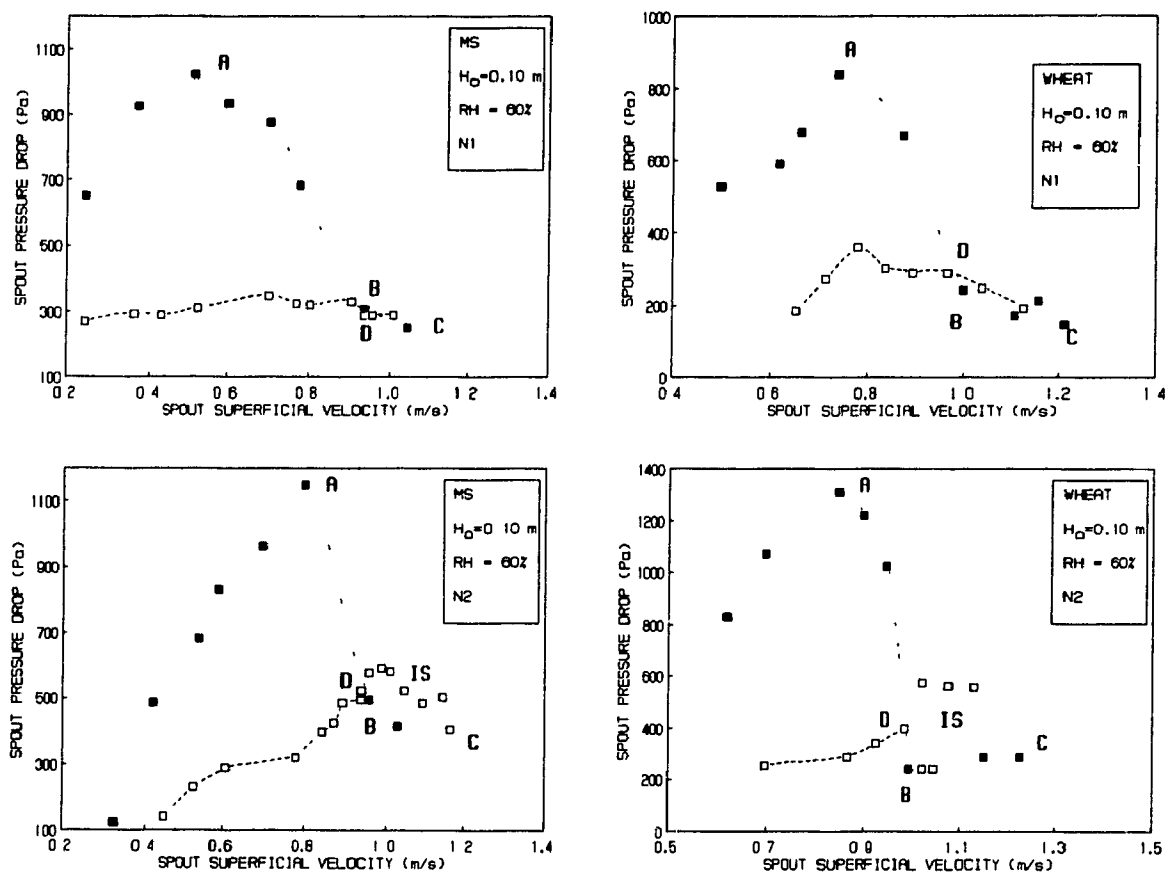 1100
900
700
500
300
100
SPOUT PRESSURE DROP (Pa)
0 2 0 4 0 6 0 8 1.0 1.2 1.4
SPOUT SUPERFICIAL VELOCITY (m/s)
MS
HO=0.10 m
RH = 60%
N1
A
B
D
C
1000
800
600
400
200
0
SPOUT PRESSURE DROP (Pa)
0.4 0.6 0.8 1 0 1.2 1 4
SPOUT SUPERFICIAL VELOCITY (m/s)
WHEAT
HO=0.10 m
RH = 60%
N1
A
D
B
C
1100
900
700
500
300
100
SPOUT PRESSURE DROP (Pa)
0 2 0 4 0.6 0.8 1.0 1.2 1.4
SPOUT SUPERFICIAL VELOCITY (m/s)
MS
HO=0 10 m
RH = 60%
N2
A
D
IS
B
C
1400
1200
1000
800
600
400
200
0
SPOUT PRESSURE DROP (Pa)
0.5 0.7 0 9 1.1 1.3 1.5
SPOUT SUPERFICIAL VELOCITY (m/s)
WHEAT
HO=0.10 m
RH = 60%
N2
A
D
IS
B
C